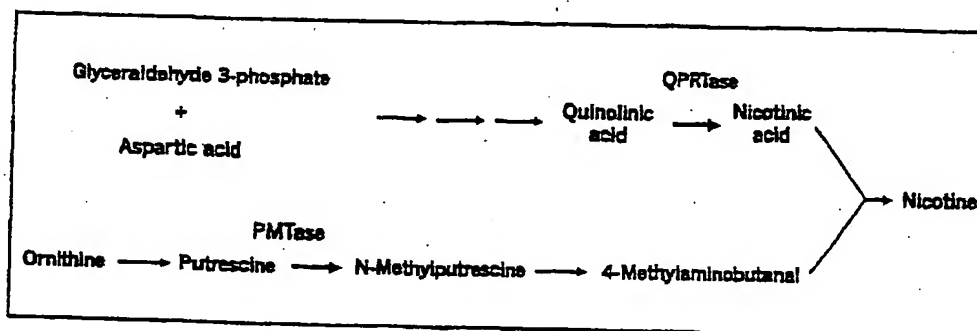 Glyceraldehyde 3-phosphate
+
Aspartic acid
QPRTase
Quinolinic acid
Nicotinic acid
Nicotine
PMTase
Ornithine Putrescine N-Methylputrescine 4-Methylaminobutanal